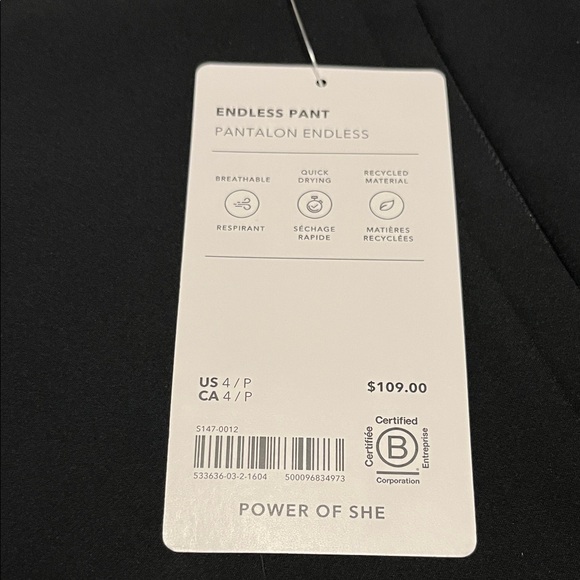 ENDLESS PANT
PANTALON ENDLESS
BREATHABLE
RESPIRANT
QUICK
DRYING
SÉCHAGE
RAPIDE
RECYCLED
MATERIAL
MATIÈRES
RECYCLÉES
US 4 / P
CA 4 / P
$109.00
S147-0012
S33636-03-2-1604 500096834973
Certified
Certifiée
B
Entreprise
Corporation
POWER OF SHE